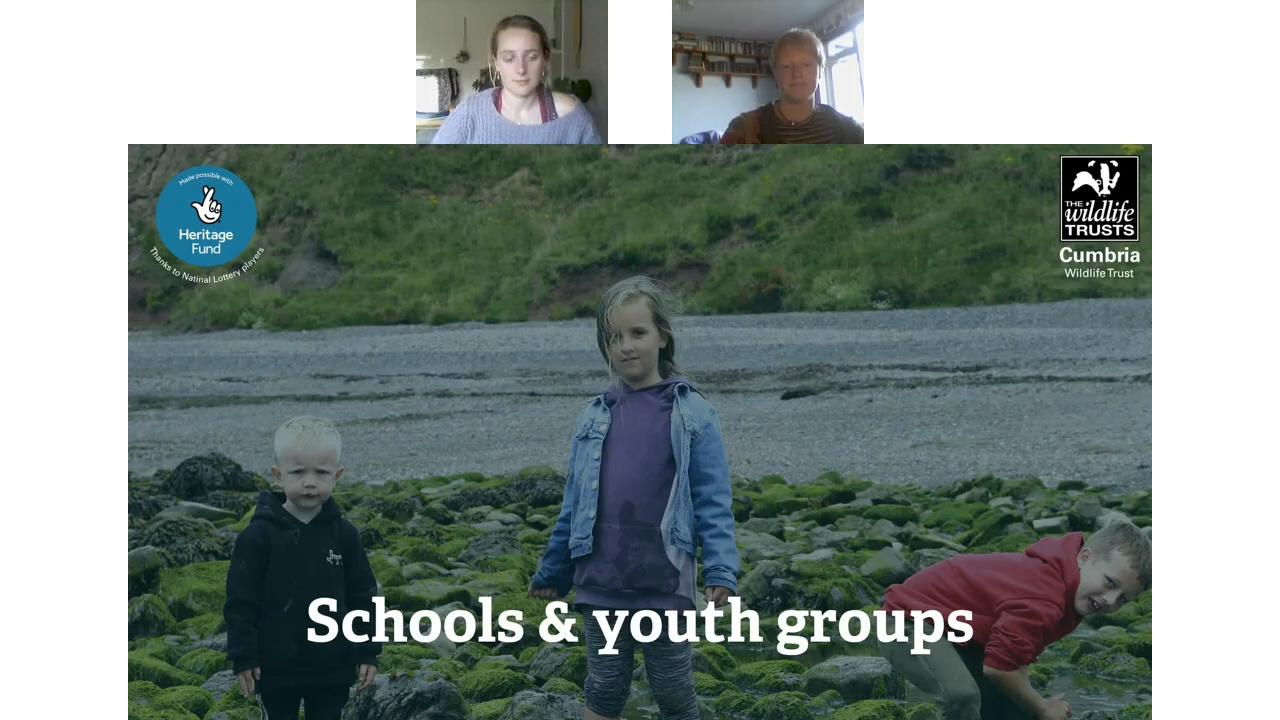 Made possible with
Heritage
Fund
Thanks to Natinal Lottery players
THE
wildlife
TRUSTS
Cumbria
Wildlife Trust
Schools & youth groups